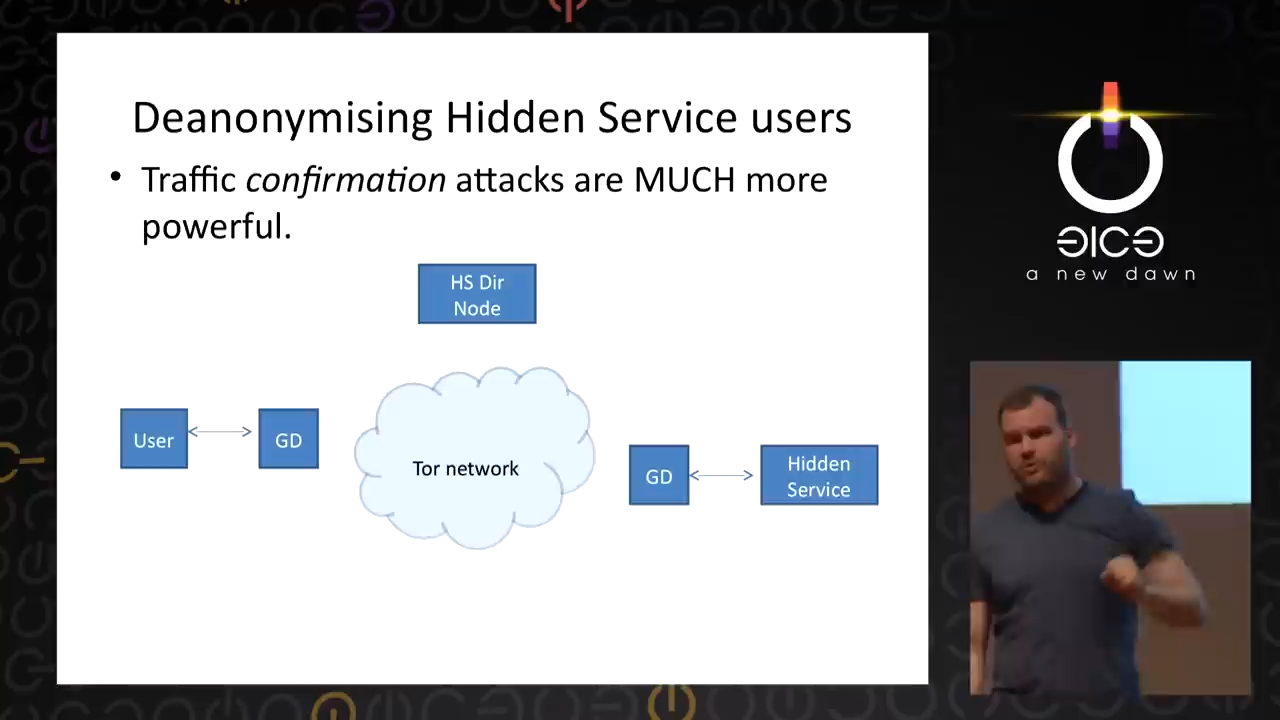 Deanonymising Hidden Service users
• Traffic confirmation attacks are MUCH more
powerful.
HS Dir
Node
User
GD
Tor network
GD
Hidden
Service
a new dawn